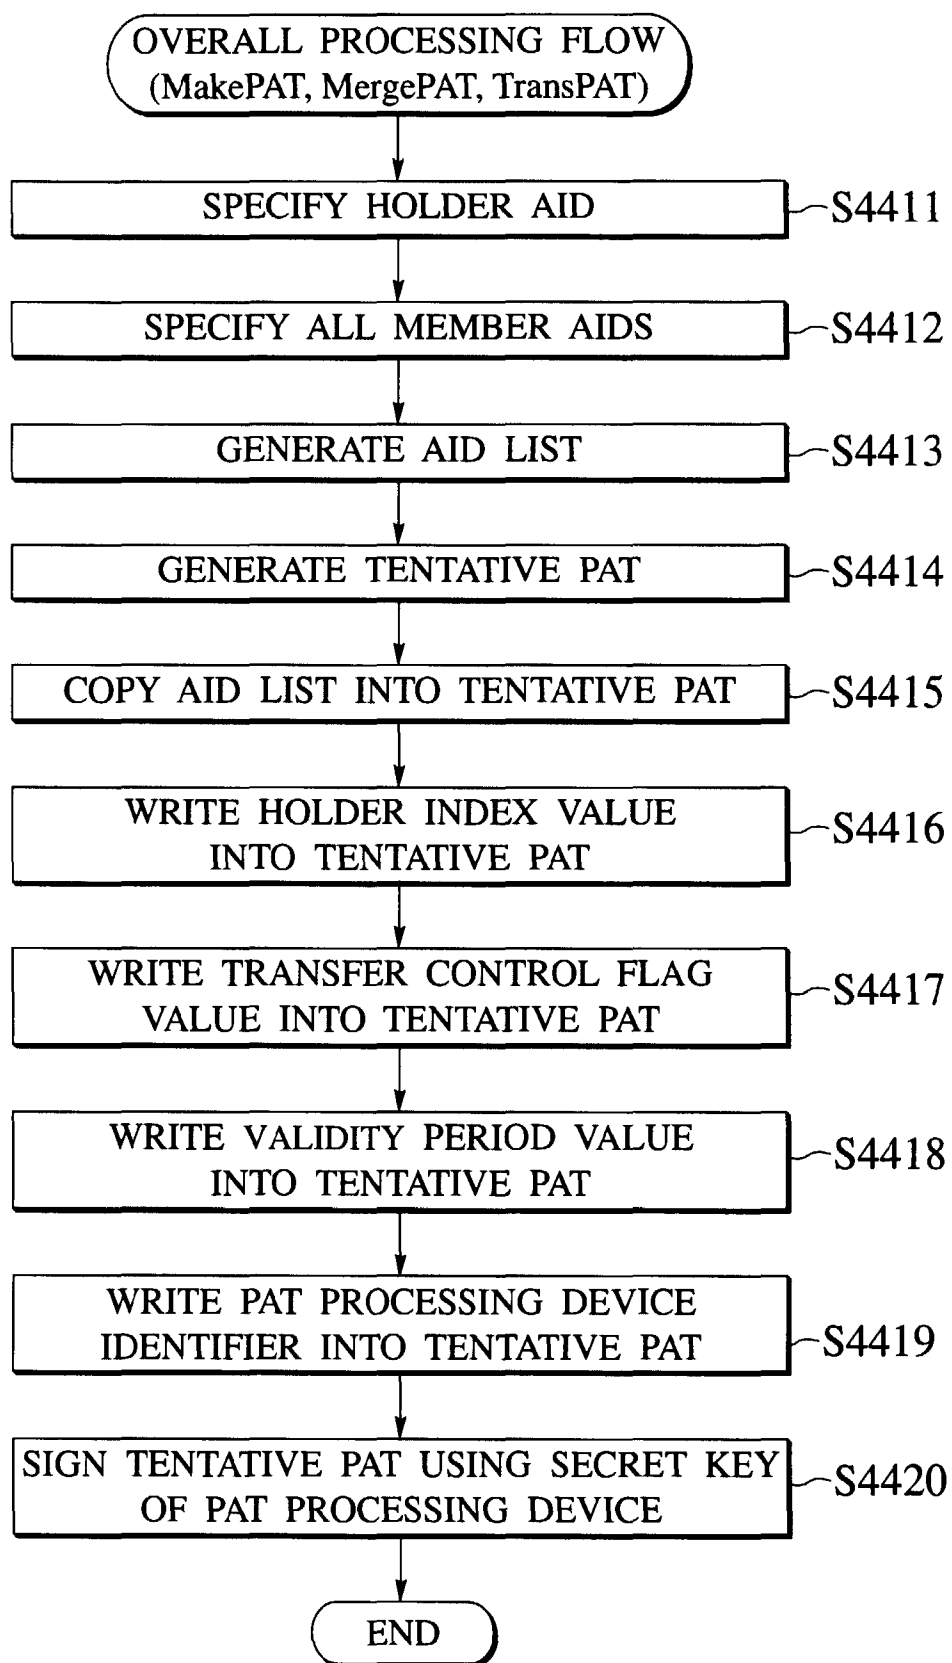 OVERALL PROCESSING FLOW
(MakePAT, MergePAT, TransPAT)
SPECIFY HOLDER AID
S4411
SPECIFY ALL MEMBER AIDS
S4412
GENERATE AID LIST
S4413
GENERATE TENTATIVE PAT
S4414
COPY AID LIST INTO TENTATIVE PAT
S4415
WRITE HOLDER INDEX VALUE
INTO TENTATIVE PAT
S4416
WRITE TRANSFER CONTROL FLAG
VALUE INTO TENTATIVE PAT
S4417
WRITE VALIDITY PERIOD VALUE
INTO TENTATIVE PAT
S4418
WRITE PAT PROCESSING DEVICE
IDENTIFIER INTO TENTATIVE PAT
S4419
SIGN TENTATIVE PAT USING SECRET KEY
OF PAT PROCESSING DEVICE
S4420
END